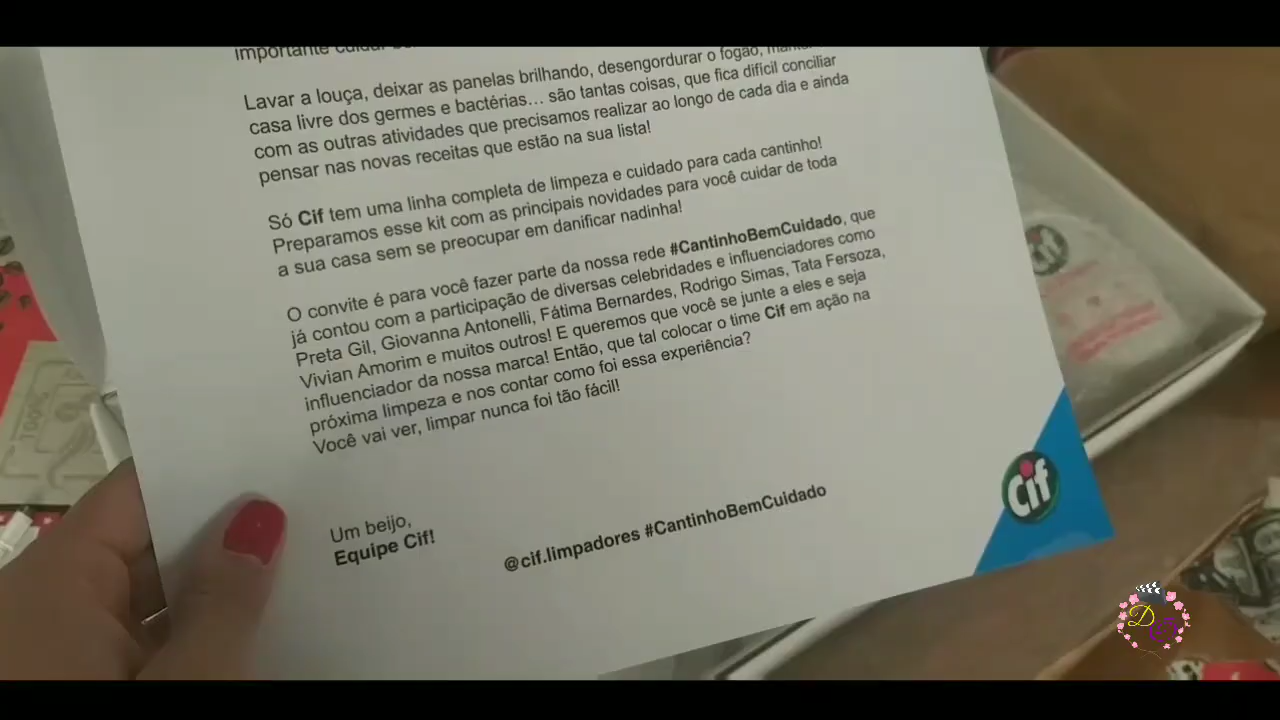 importante cuidar
Lavar a louça, deixar as panelas brilhando, desengordurar o fogão,
casa livre dos germes e bactérias... são tantas coisas, que fica difícil conciliar
com as outras atividades que precisamos realizar ao longo de cada dia e ainda
pensar nas novas receitas que estão na sua lista!
Só Cif tem uma linha completa de limpeza e cuidado para cada cantinho!
Preparamos esse kit com as principais novidades para você cuidar de toda
a sua casa sem se preocupar em danificar nadinha!
O convite é para você fazer parte da nossa rede #CantinhoBemCuidado, que
já contou com a participação de diversas celebridades e influenciadores como
Preta Gil, Giovanna Antonelli, Fátima Bernardes, Rodrigo Simas, Tata Fersoza,
Vivian Amorim e muitos outros! E queremos que você se junte a eles e seja
influenciador da nossa marca! Então, que tal colocar o time Cif em ação na
próxima limpeza e nos contar como foi essa experiência?
Você vai ver, limpar nunca foi tão fácil!
Um beijo,
Equipe Cif!
@cif.limpadores #CantinhoBemCuidado
Cif
Cif
100%